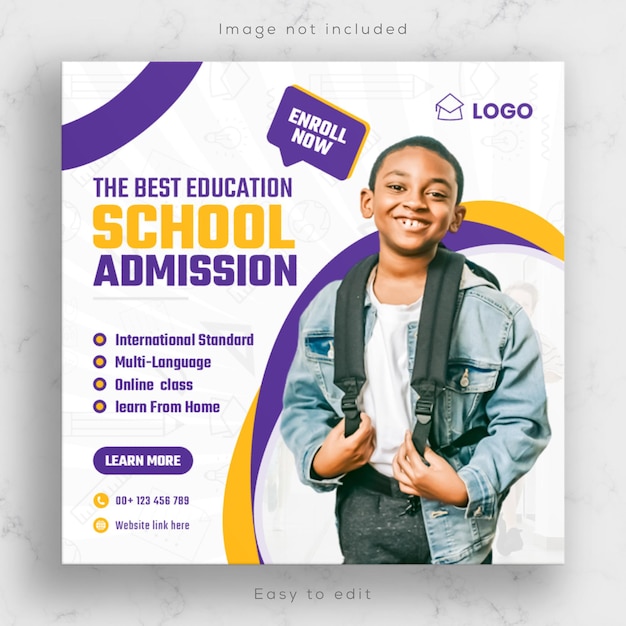 Image not included
LOGO
ENROLL
NOW
THE BEST EDUCATION
SCHOOL
ADMISSION
International Standard
Multi-Language
Online class
learn From Home
LEARN MORE
00+ 123 456 789
Website link here
Easy to edit